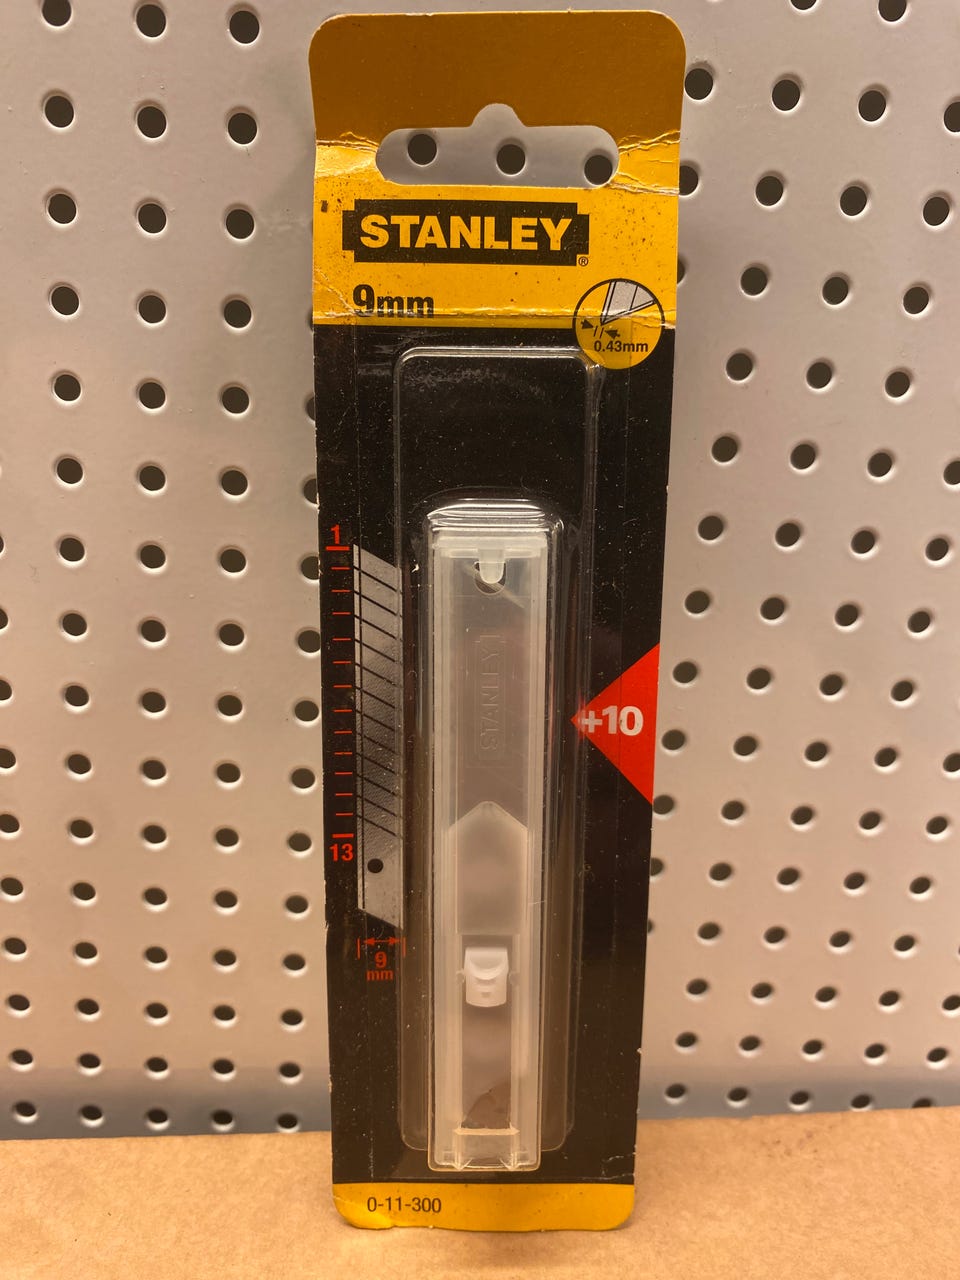 STANLEY
®
9mm
0.43mm
1
STANLEY
+10
13
9
mm
0-11-300